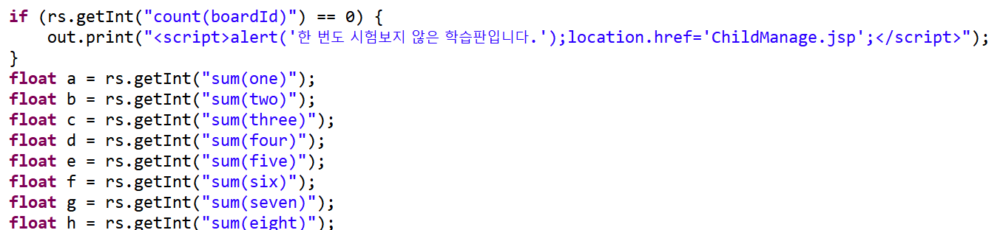 if (rs.getInt("count(boardId)") == 0) {
    out.print("<script>alert('한 번도 시험보지 않은 학습판입니다.');location.href='ChildManage.jsp';</script>");
}
float a = rs.getInt("sum(one)");
float b = rs.getInt("sum(two)");
float c = rs.getInt("sum(three)");
float d = rs.getInt("sum(four)");
float e = rs.getInt("sum(five)");
float f = rs.getInt("sum(six)");
float g = rs.getInt("sum(seven)");
float h = rs.getInt("sum(eight)");